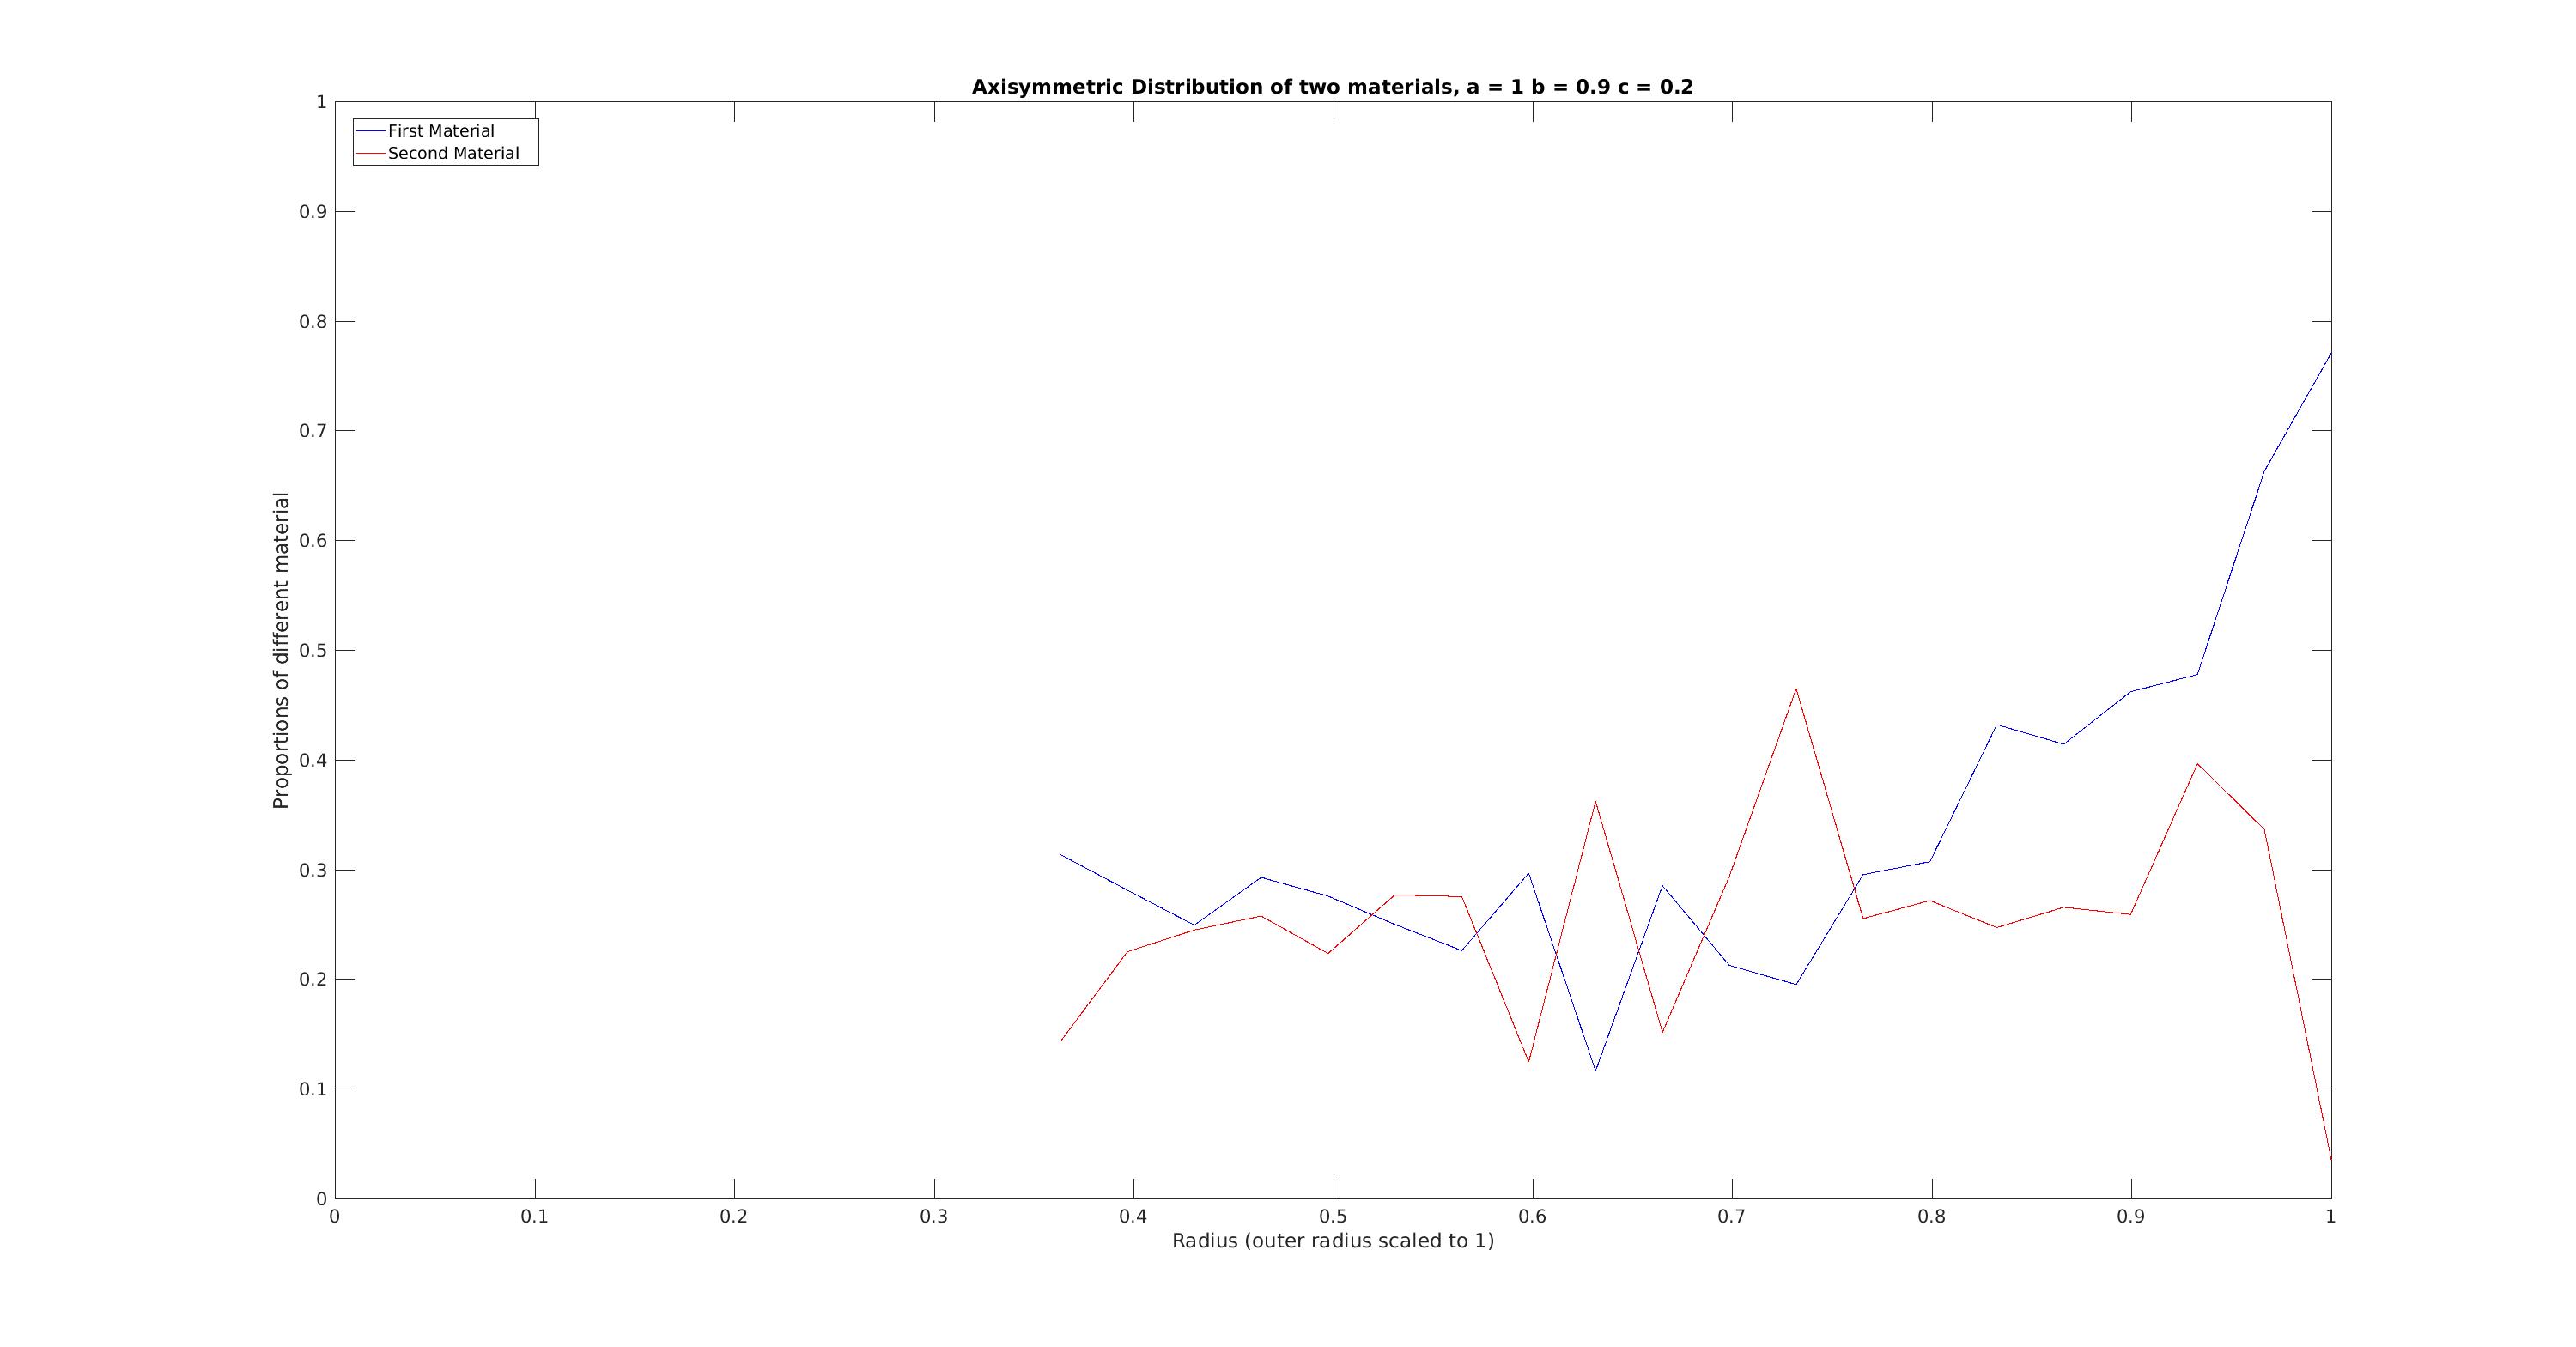 Axisymmetric Distribution of two materials, a = 1 b = 0.9 c = 0.2
First Material
Second Material
Proportions of different material
1
0.9
0.8
0.7
0.6
0.5
0.4
0.3
0.2
0.1
0
0 0.1 0.2 0.3 0.4 0.5 0.6 0.7 0.8 0.9 1
Radius (outer radius scaled to 1)